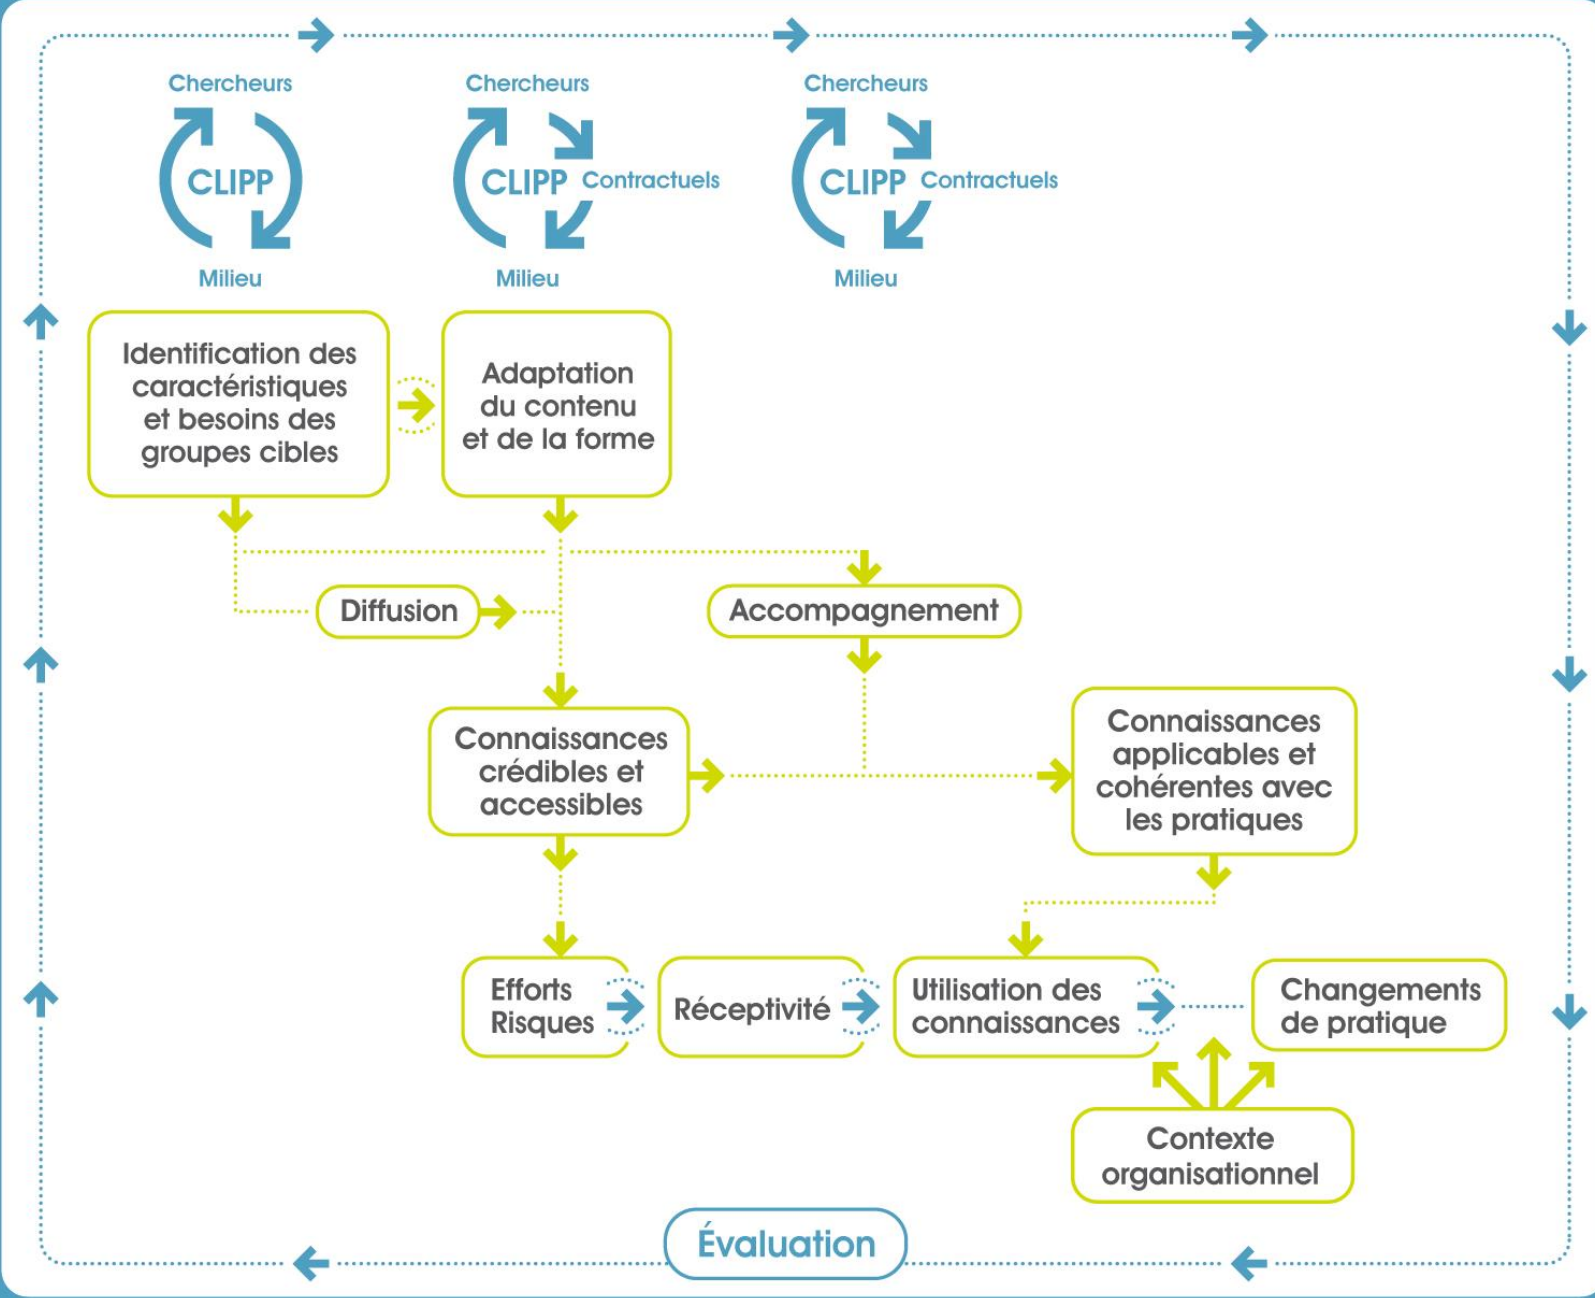 Chercheurs
CLIPP
Milieu
Chercheurs
CLIPP
Contractuels
Milieu
Chercheurs
CLIPP
Contractuels
Milieu
Identification des
caractéristiques
et besoins des
groupes cibles
Adaptation
du contenu
et de la forme
Diffusion
Accompagnement
Connaissances
crédibles et
accessibles
Connaissances
applicables et
cohérentes avec
les pratiques
Efforts
Risques
Réceptivité
Utilisation des
connaissances
Changements
de pratique
Contexte
organisationnel
Évaluation